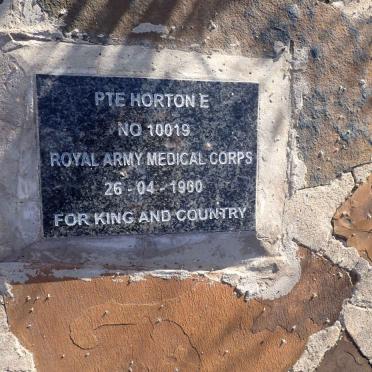 PTE HORTON E
NO 10019
ROYAL ARMY MEDICAL CORPS
26 - 04 - 1900
FOR KING AND COUNTRY